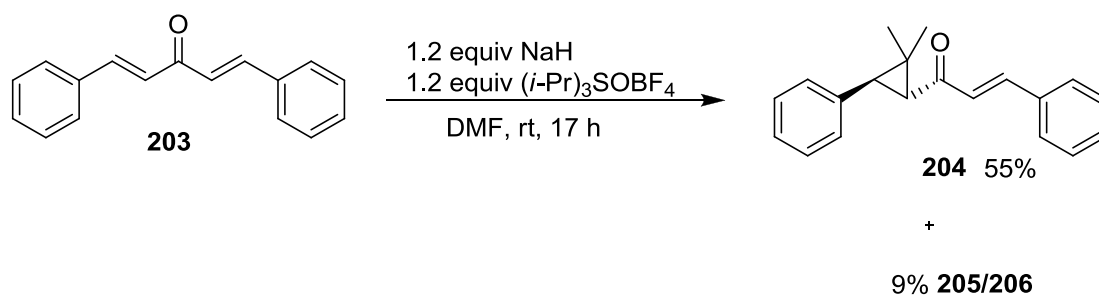 O
203
1.2 equiv NaH
1.2 equiv (i-Pr)3SOBF4
DMF, rt, 17 h
O
204 55%
+
9% 205/206